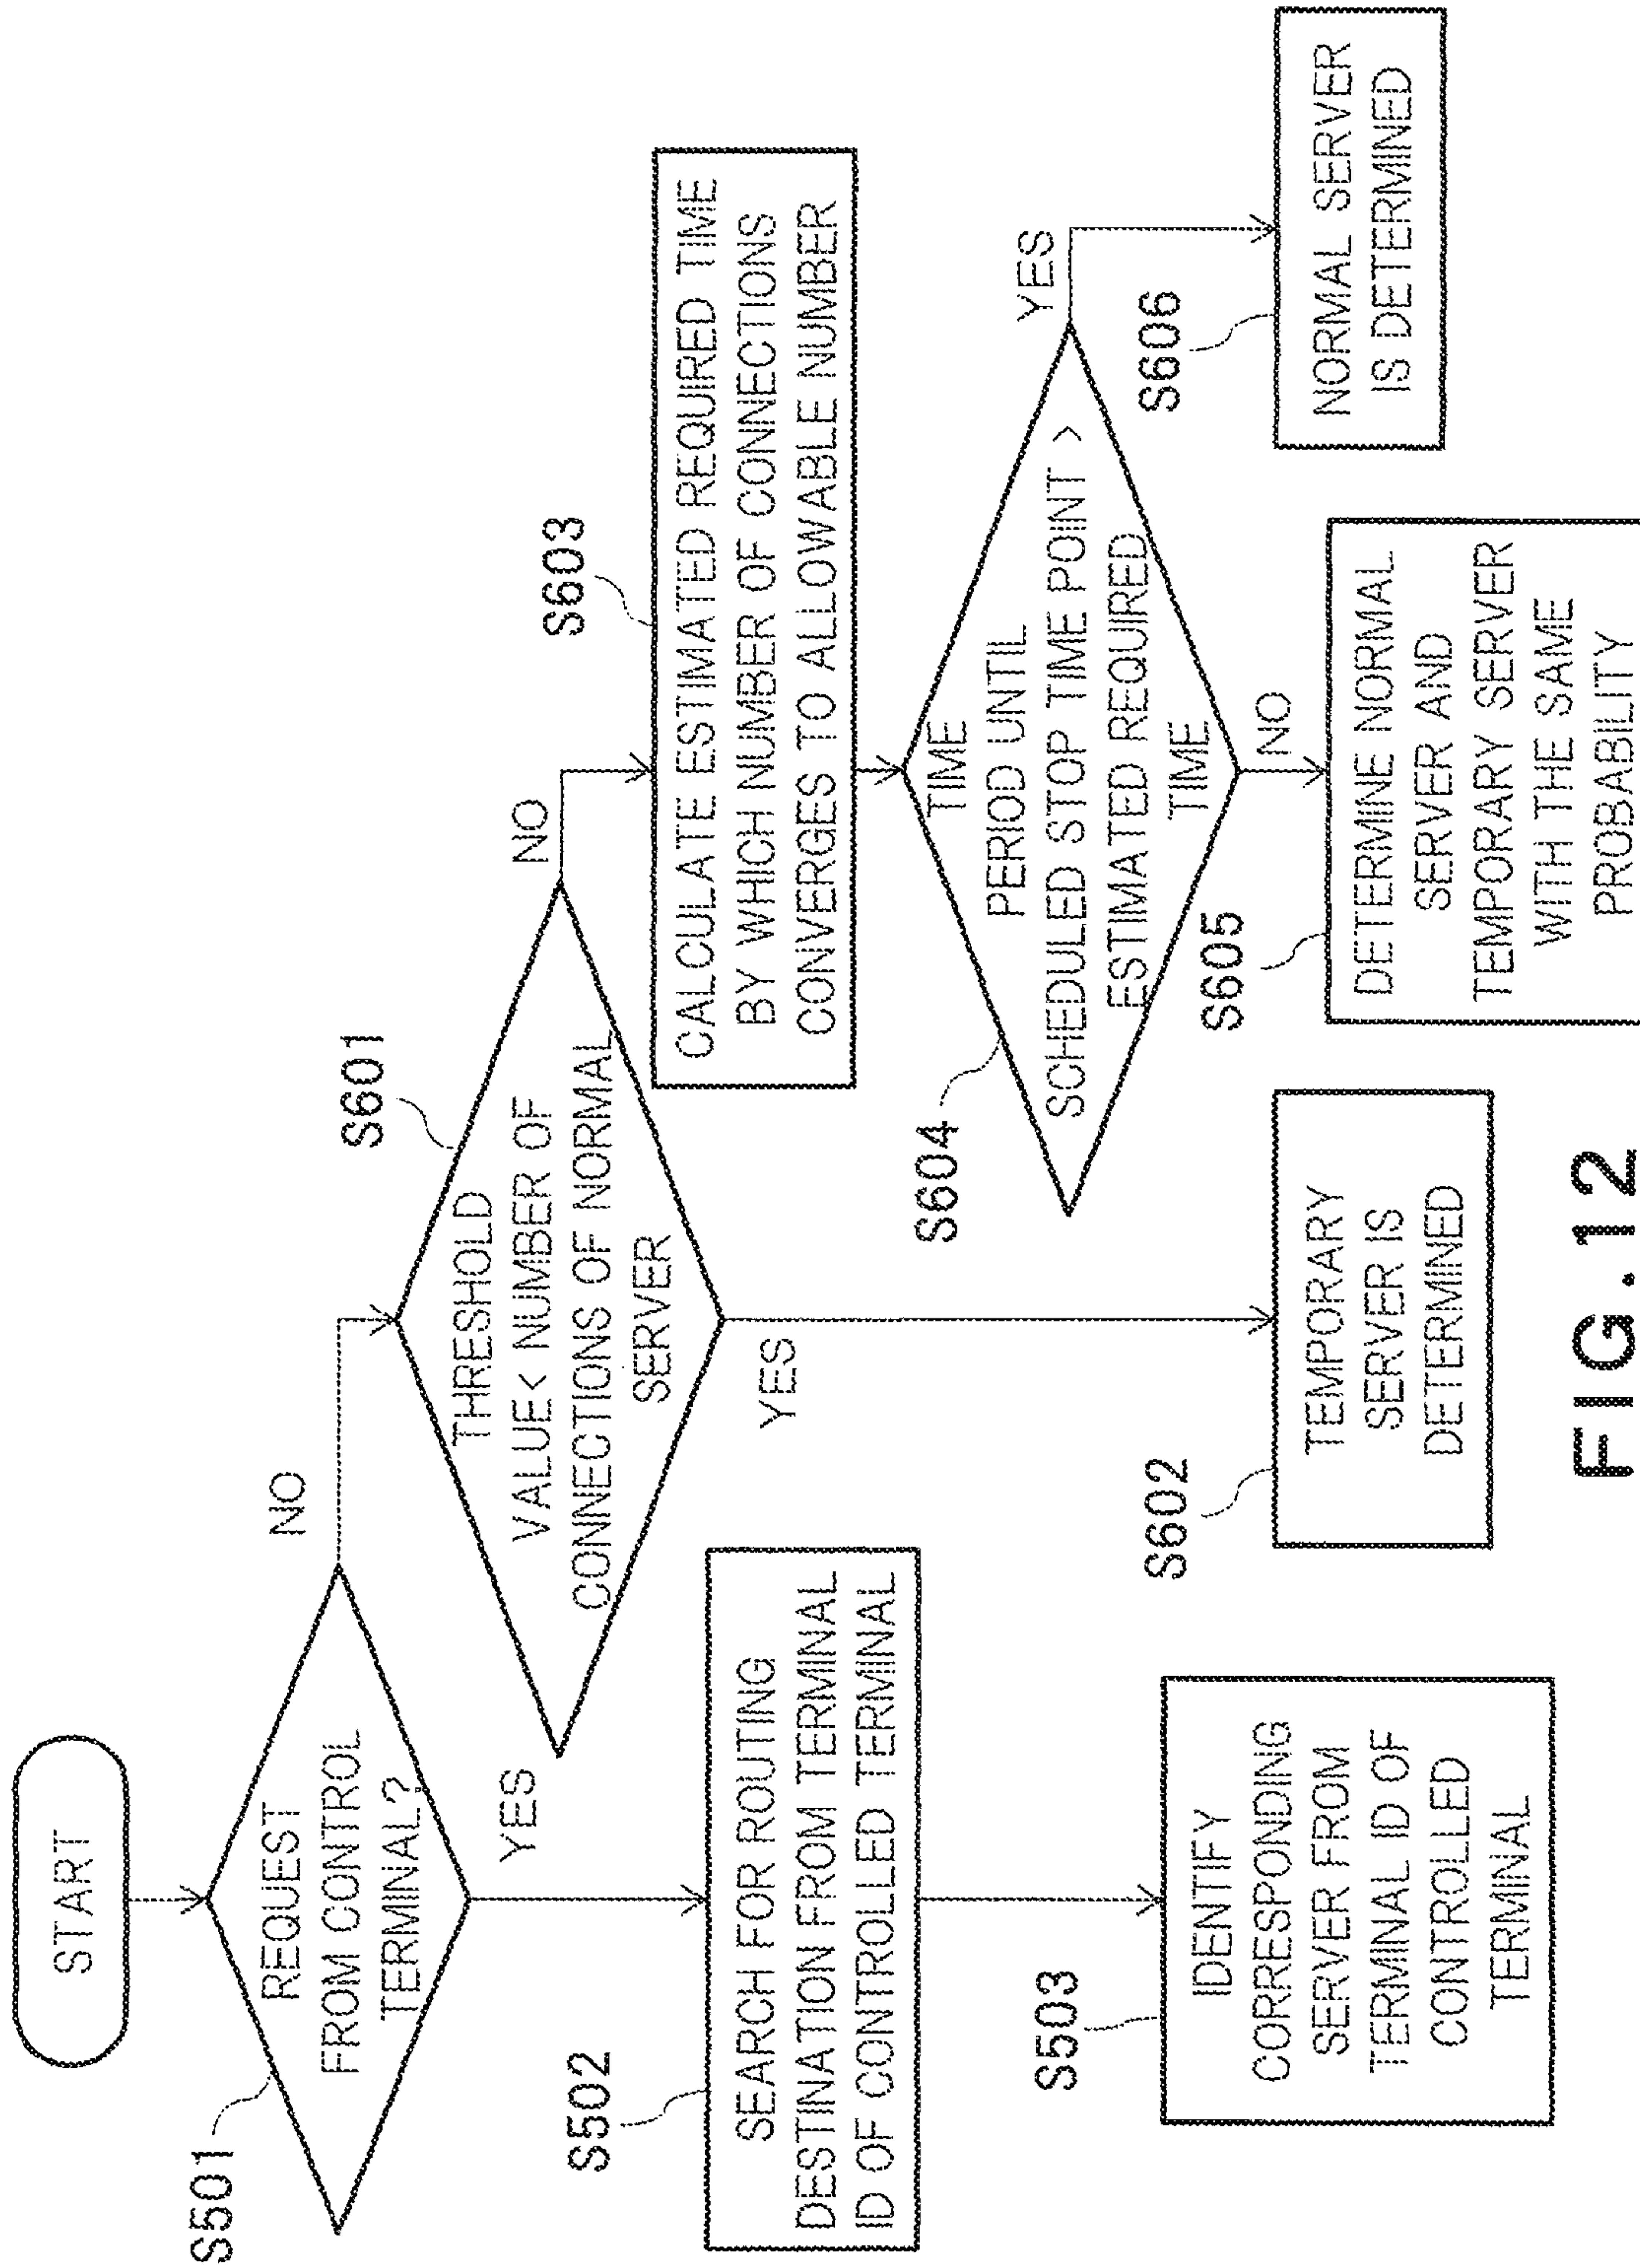 START
S501
REQUEST
FROM CONTROL
TERMINAL?
NO
YES
S502
SEARCH FOR ROUTING
DESTINATION FROM TERMINAL
ID OF CONTROLLED TERMINAL
S503
IDENTIFY
CORRESPONDING
SERVER FROM
TERMINAL ID OF
CONTROLLED
TERMINAL
S601
THRESHOLD
VALUE< NUMBER OF
CONNECTIONS OF NORMAL
SERVER
NO
YES
S602
TEMPORARY
SERVER IS
DETERMINED
S603
CALCULATE ESTIMATED REQUIRED TIME
BY WHICH NUMBER OF CONNECTIONS
CONVERGES TO ALLOWABLE NUMBER
S604
TIME
PERIOD UNTIL
SCHEDULED STOP TIME POINT >
ESTIMATED REQUIRED
TIME
YES
NO
S605
DETERMINE NORMAL
SERVER AND
TEMPORARY SERVER
WITH THE SAME
PROBABILITY
S606
NORMAL SERVER
IS DETERMINED
FIG.12